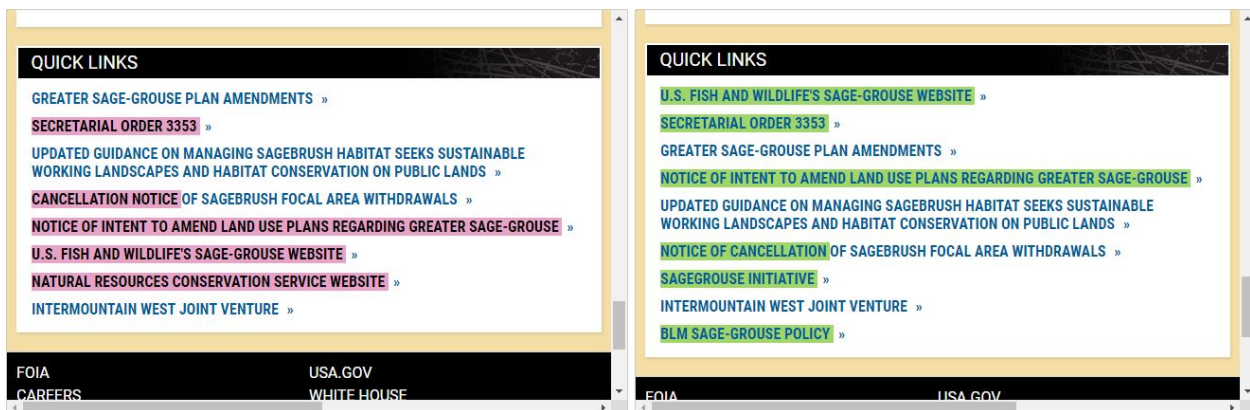 QUICK LINKS
GREATER SAGE-GROUSE PLAN AMENDMENTS »
SECRETARIAL ORDER 3353 »
UPDATED GUIDANCE ON MANAGING SAGEBRUSH HABITAT SEEKS SUSTAINABLE
WORKING LANDSCAPES AND HABITAT CONSERVATION ON PUBLIC LANDS »
CANCELLATION NOTICE OF SAGEBRUSH FOCAL AREA WITHDRAWALS »
NOTICE OF INTENT TO AMEND LAND USE PLANS REGARDING GREATER SAGE-GROUSE »
U.S. FISH AND WILDLIFE'S SAGE-GROUSE WEBSITE »
NATURAL RESOURCES CONSERVATION SERVICE WEBSITE »
INTERMOUNTAIN WEST JOINT VENTURE »
FOIA USA.GOV
CAREERS WHITE HOUSE
QUICK LINKS
U.S. FISH AND WILDLIFE'S SAGE-GROUSE WEBSITE »
SECRETARIAL ORDER 3353 »
GREATER SAGE-GROUSE PLAN AMENDMENTS »
NOTICE OF INTENT TO AMEND LAND USE PLANS REGARDING GREATER SAGE-GROUSE »
UPDATED GUIDANCE ON MANAGING SAGEBRUSH HABITAT SEEKS SUSTAINABLE
WORKING LANDSCAPES AND HABITAT CONSERVATION ON PUBLIC LANDS »
NOTICE OF CANCELLATION OF SAGEBRUSH FOCAL AREA WITHDRAWALS »
SAGEGROUSE INITIATIVE »
INTERMOUNTAIN WEST JOINT VENTURE »
BLM SAGE-GROUSE POLICY »
FOIA USA.GOV